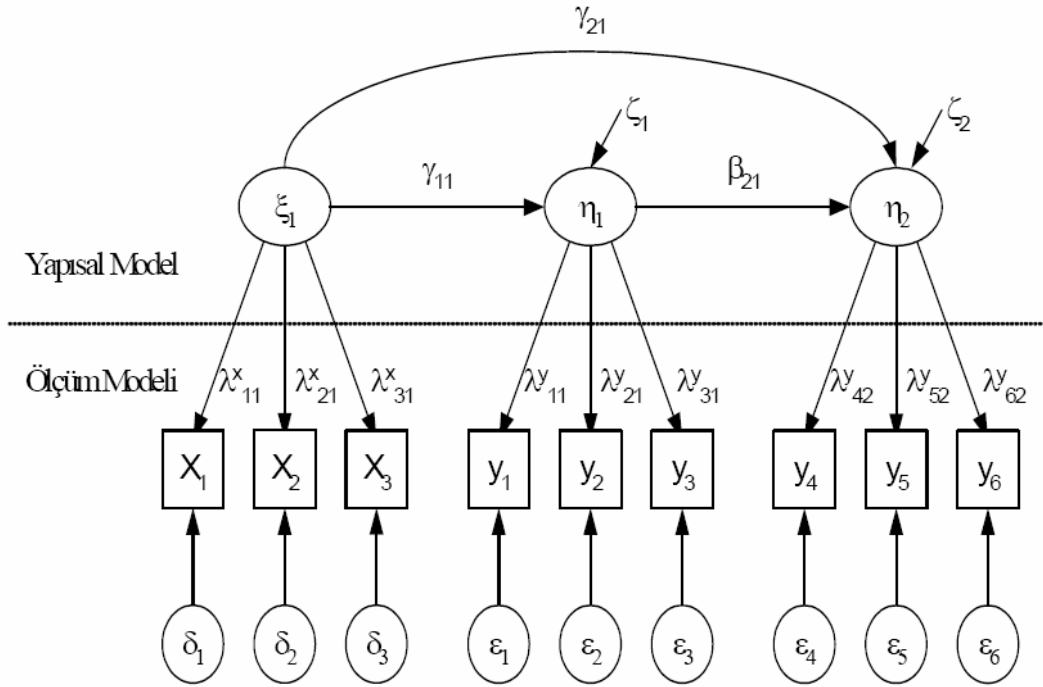 γ21
ζ1 ζ2
γ11 β21
ξ1 η1 η2
Yapısal Model
Ölçüm Modeli
λx11 λx21 λx31 λy11 λy21 λy31 λy42 λy52 λy62
X1 X2 X3 y1 y2 y3 y4 y5 y6
δ1 δ2 δ3 ε1 ε2 ε3 ε4 ε5 ε6